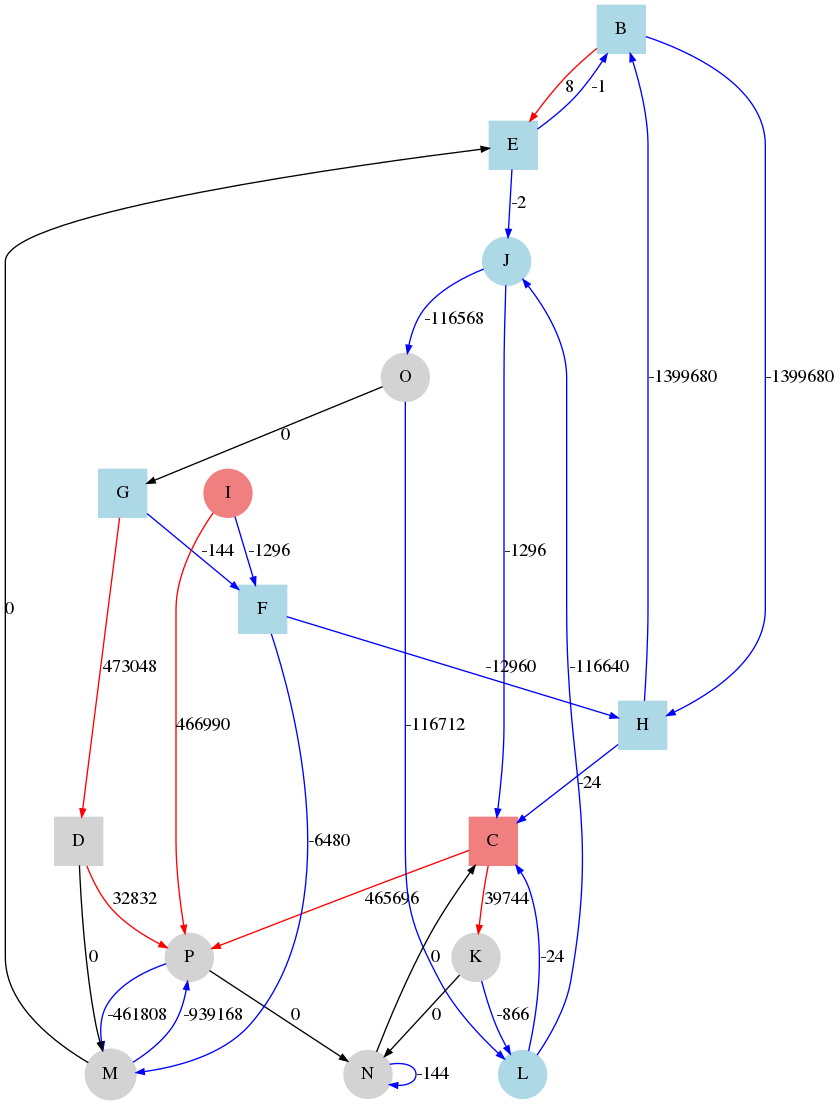 B
8 -1
E
-2
J
-116568
O
-1399680 -1399680
0
G I
-144 -1296 -1296
F
0
473048 466990 -12960 -116640
-116712 H
-24
D -6480 C
32832 465696 39744
P K
0 0 -24
-461808 -939168 0 0 -866
M N -144 L